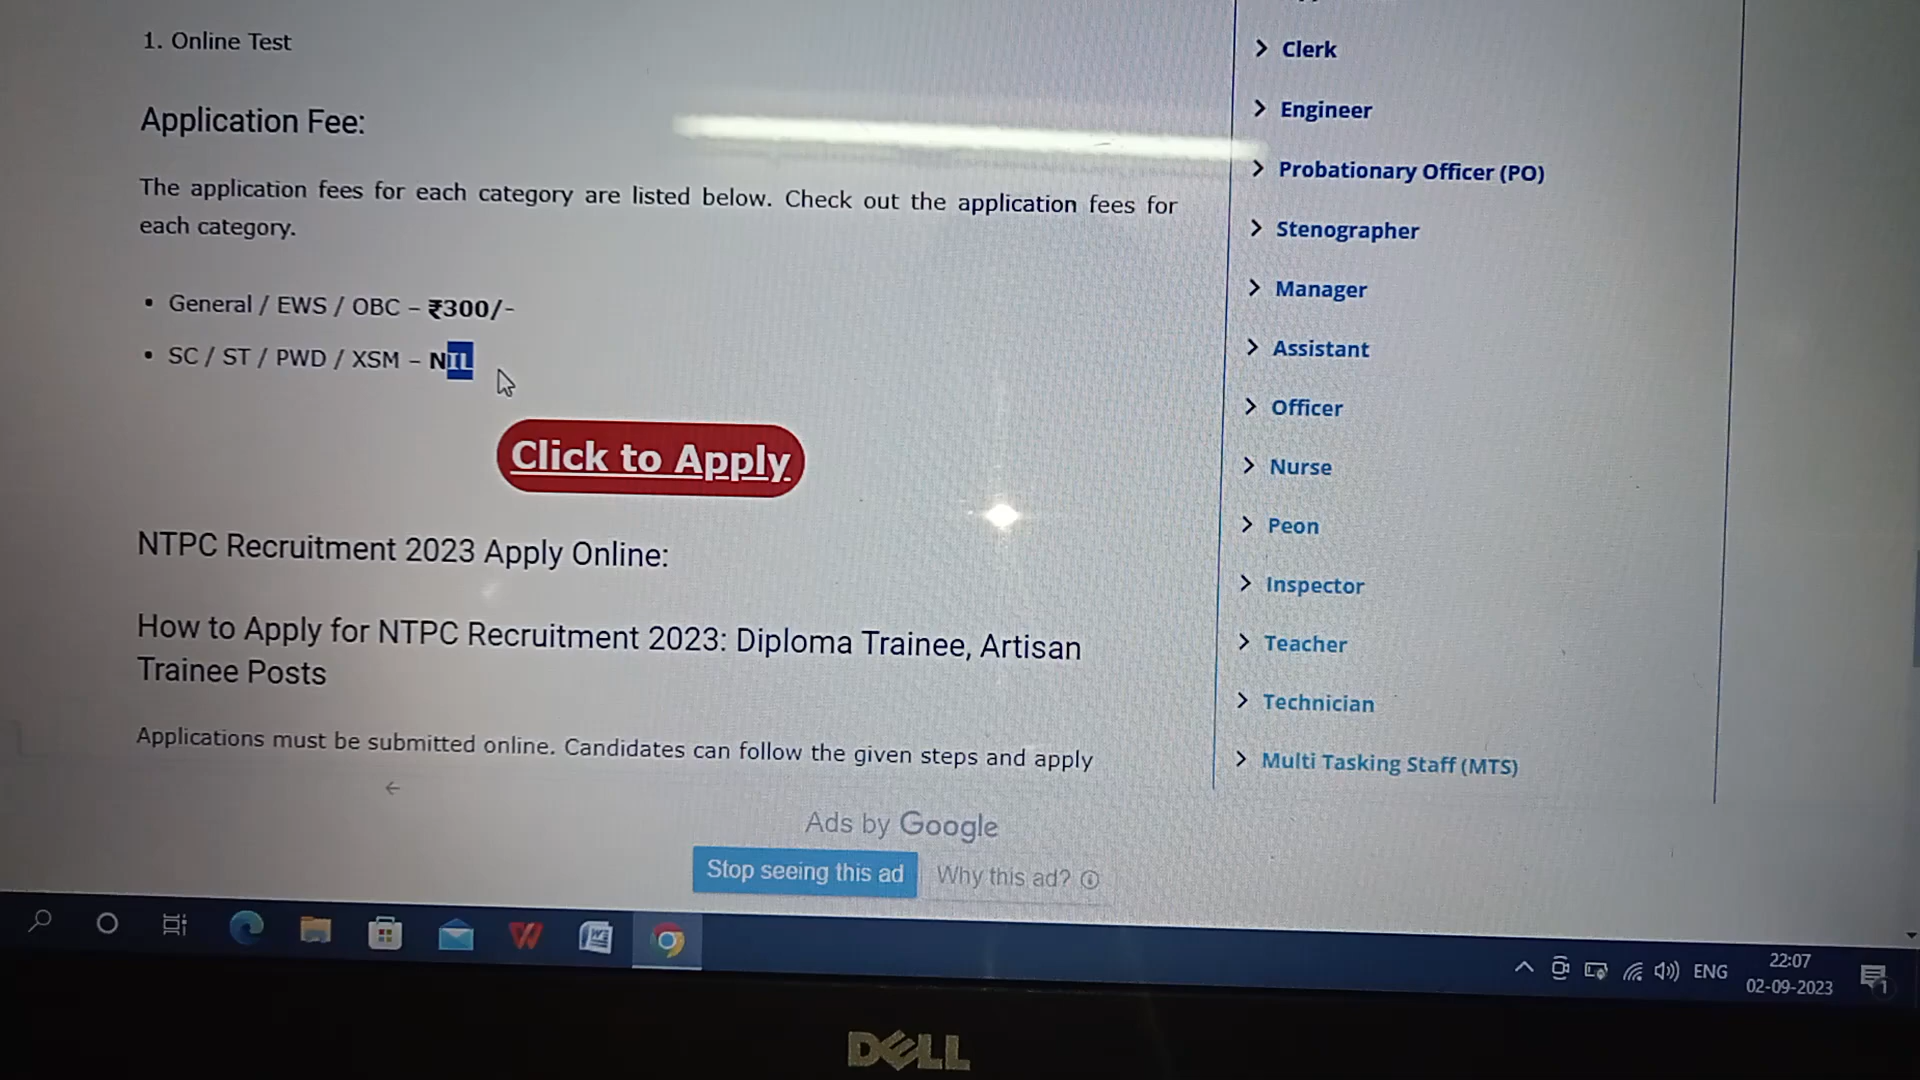 1. Online Test
Application Fee:
The application fees for each category are listed below. Check out the application fees for
each category.
• General / EWS / OBC – ₹300/-
• SC / ST / PWD / XSM – NIL
Click to Apply
NTPC Recruitment 2023 Apply Online:
How to Apply for NTPC Recruitment 2023: Diploma Trainee, Artisan
Trainee Posts
Applications must be submitted online. Candidates can follow the given steps and apply
Clerk
Engineer
Probationary Officer (PO)
Stenographer
Manager
Assistant
Officer
Nurse
Peon
Inspector
Teacher
Technician
Multi Tasking Staff (MTS)
Ads by Google
Stop seeing this ad
Why this ad?
ENG
22:07
02-09-2023
1
DELL